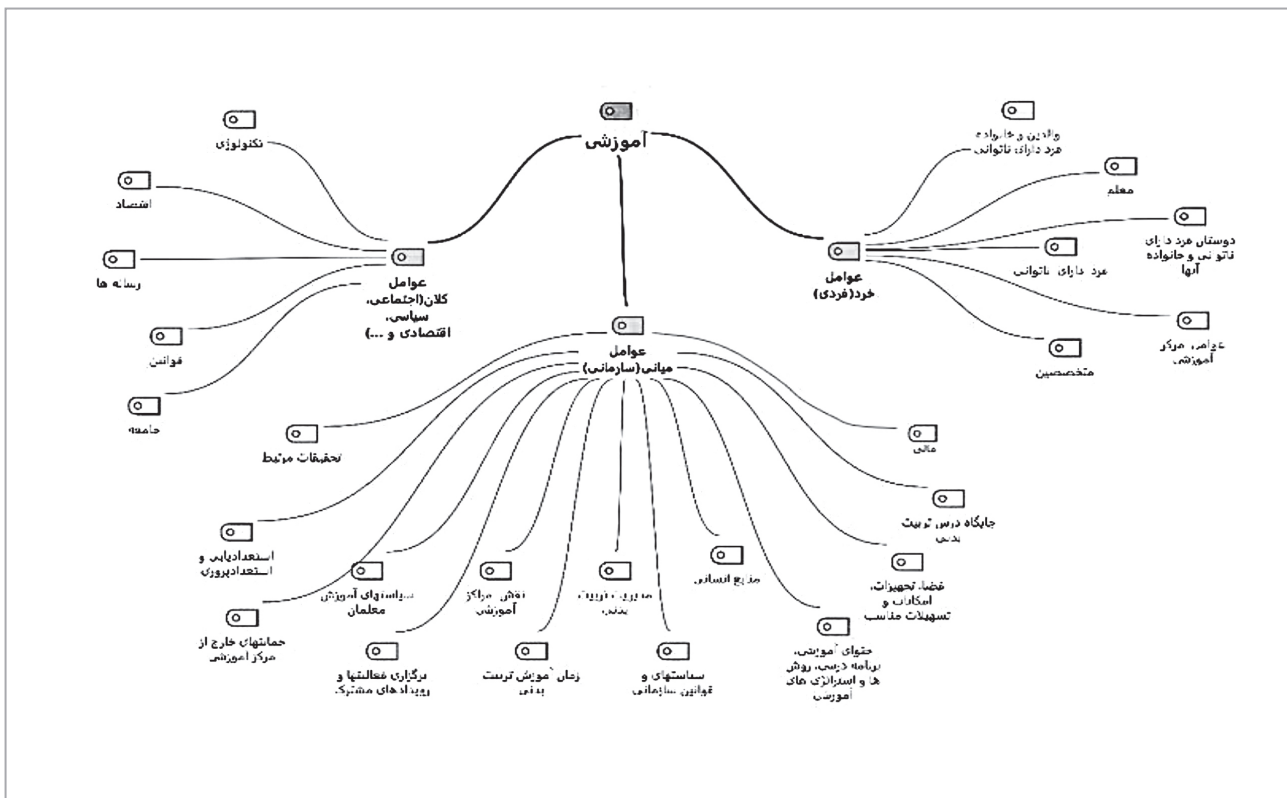 آموزشی
والدین و خانواده
فرد دارای ناتوانی
معلم
دوستان فرد دارای
ناتوانی و خانواده
آنها
فرد دارای ناتوانی
عوامل مرکز
آموزشی
متخصصین
عوامل
خرد(فردی)
تکنولوژی
اقتصاد
رسانه ها
قوانین
جامعه
عوامل
کلان(اجتماعی،
سیاسی،
اقتصادی و ...)
عوامل
میانی(سازمانی)
مالی
جایگاه درس تربیت
بدنی
فضا، تجهیزات،
امکانات و
تسهیلات مناسب
حتوای آموزشی،
برنامه درسی، روش
ها و استراتژی های
آموزشی
منابع انسانی
سیاستهای و
قوانین سازمانی
مدیریت تربیت
بدنی
زمان آموزش تربیت
بدنی
نقش مراکز
آموزشی
برگزاری فعالیتها و
رویدادهای مشترک
سیاستهای آموزش
معلمان
حمایتهای خارج از
مرکز آموزشی
استعدادیابی و
استعدادپروری
تحقیقات مرتبط